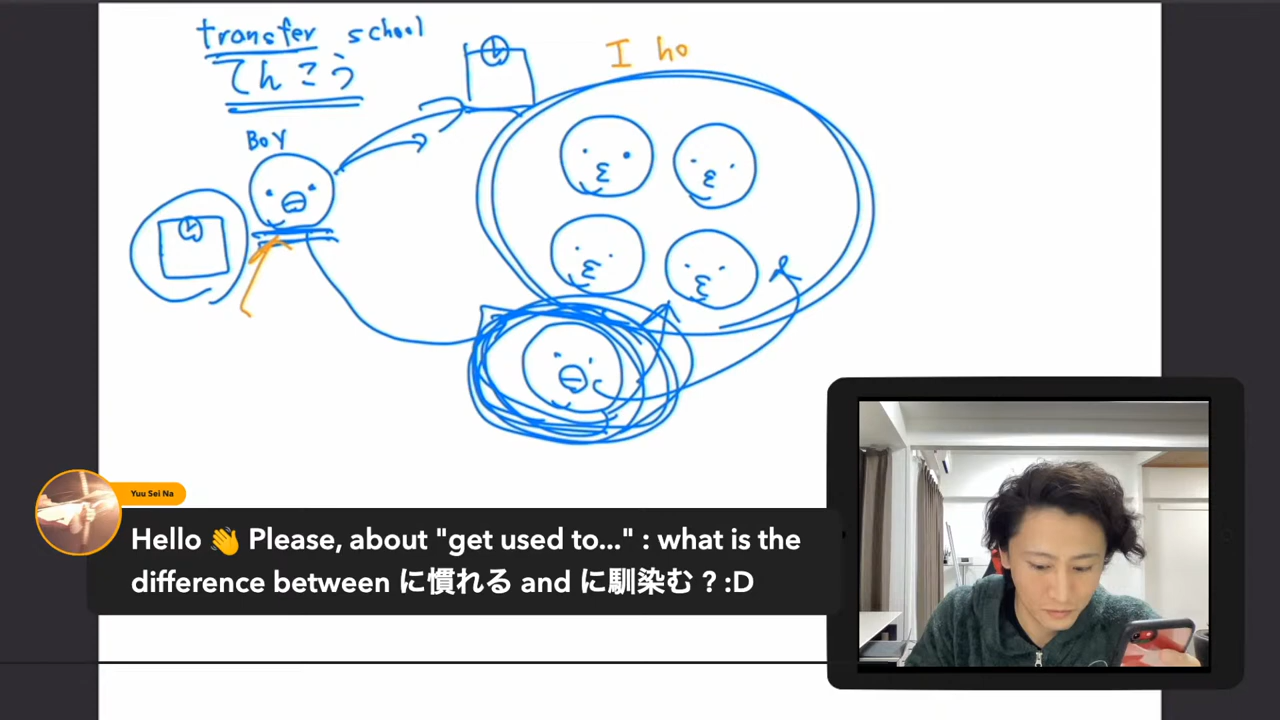 transfer school
てんこう
I ho
BOY
Yuu Sei Na
Hello 👋 Please, about "get used to..." : what is the
difference between に慣れる and に馴染む ? :D